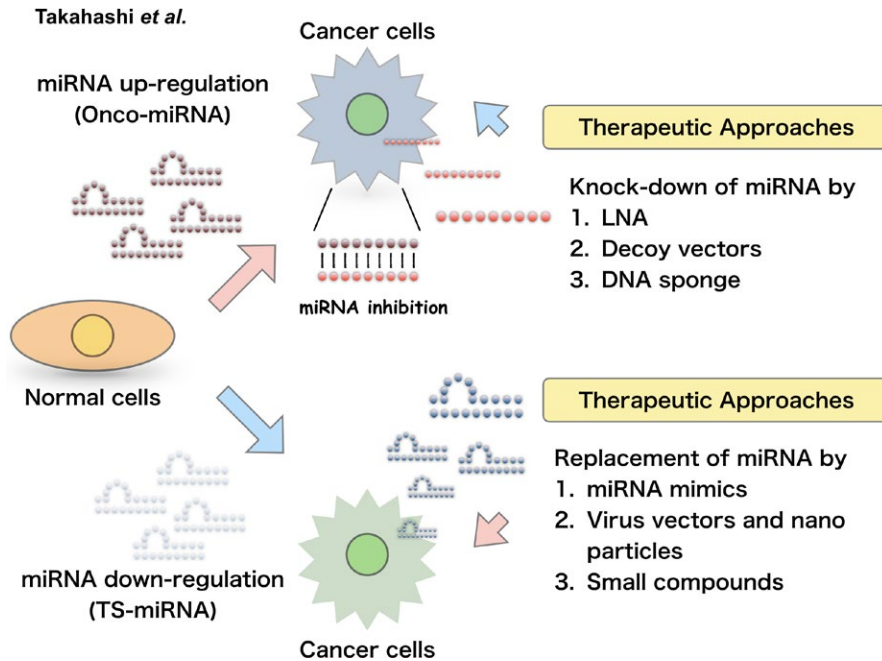 Takahashi et al.
Cancer cells
miRNA up-regulation
(Onco-miRNA)
Therapeutic Approaches
Knock-down of miRNA by
1. LNA
2. Decoy vectors
3. DNA sponge
miRNA inhibition
Normal cells
Therapeutic Approaches
Replacement of miRNA by
1. miRNA mimics
2. Virus vectors and nano
particles
3. Small compounds
miRNA down-regulation
(TS-miRNA)
Cancer cells